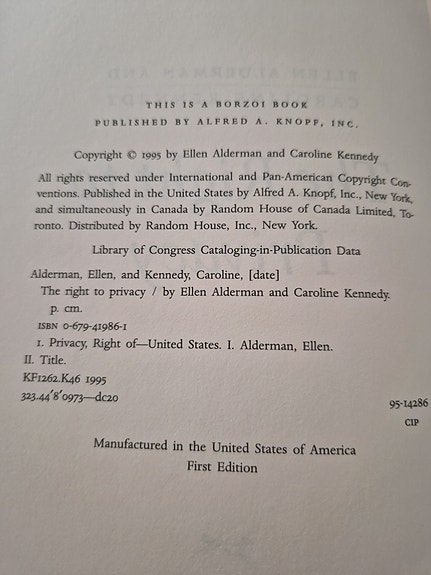 THIS IS A BORZOI BOOK
PUBLISHED BY ALFRED A. KNOPF, INC.
Copyright © 1995 by Ellen Alderman and Caroline Kennedy
All rights reserved under International and Pan-American Copyright Con-
ventions. Published in the United States by Alfred A. Knopf, Inc., New York,
and simultaneously in Canada by Random House of Canada Limited, To-
ronto. Distributed by Random House, Inc., New York.
Library of Congress Cataloging-in-Publication Data
Alderman, Ellen, and Kennedy, Caroline, [date]
The right to privacy / by Ellen Alderman and Caroline Kennedy.
p. cm.
ISBN 0-679-41986-1
1. Privacy, Right of—United States. I. Alderman, Ellen.
II. Title.
KF1262.K46 1995
323.44′8′0973—dc20 95-14286
CIP
Manufactured in the United States of America
First Edition